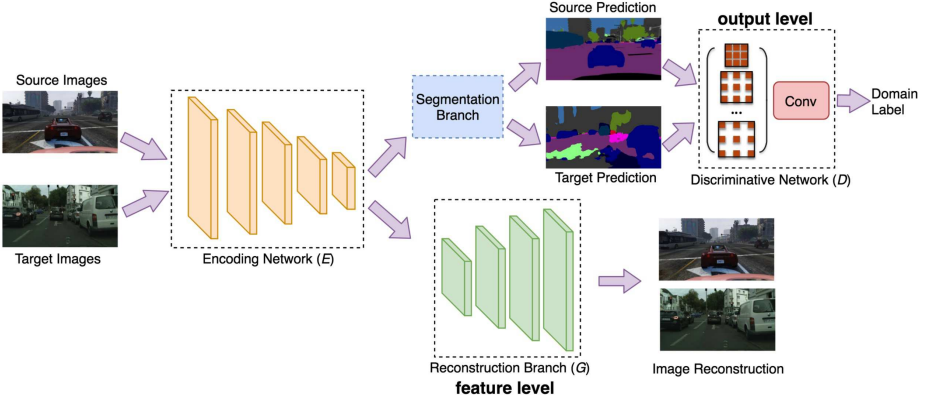 Source Prediction
output level
Source Images
Segmentation
Branch
...
Conv
Domain
Label
Target Prediction
Discriminative Network (D)
Target Images
Encoding Network (E)
Reconstruction Branch (G)
feature level
Image Reconstruction